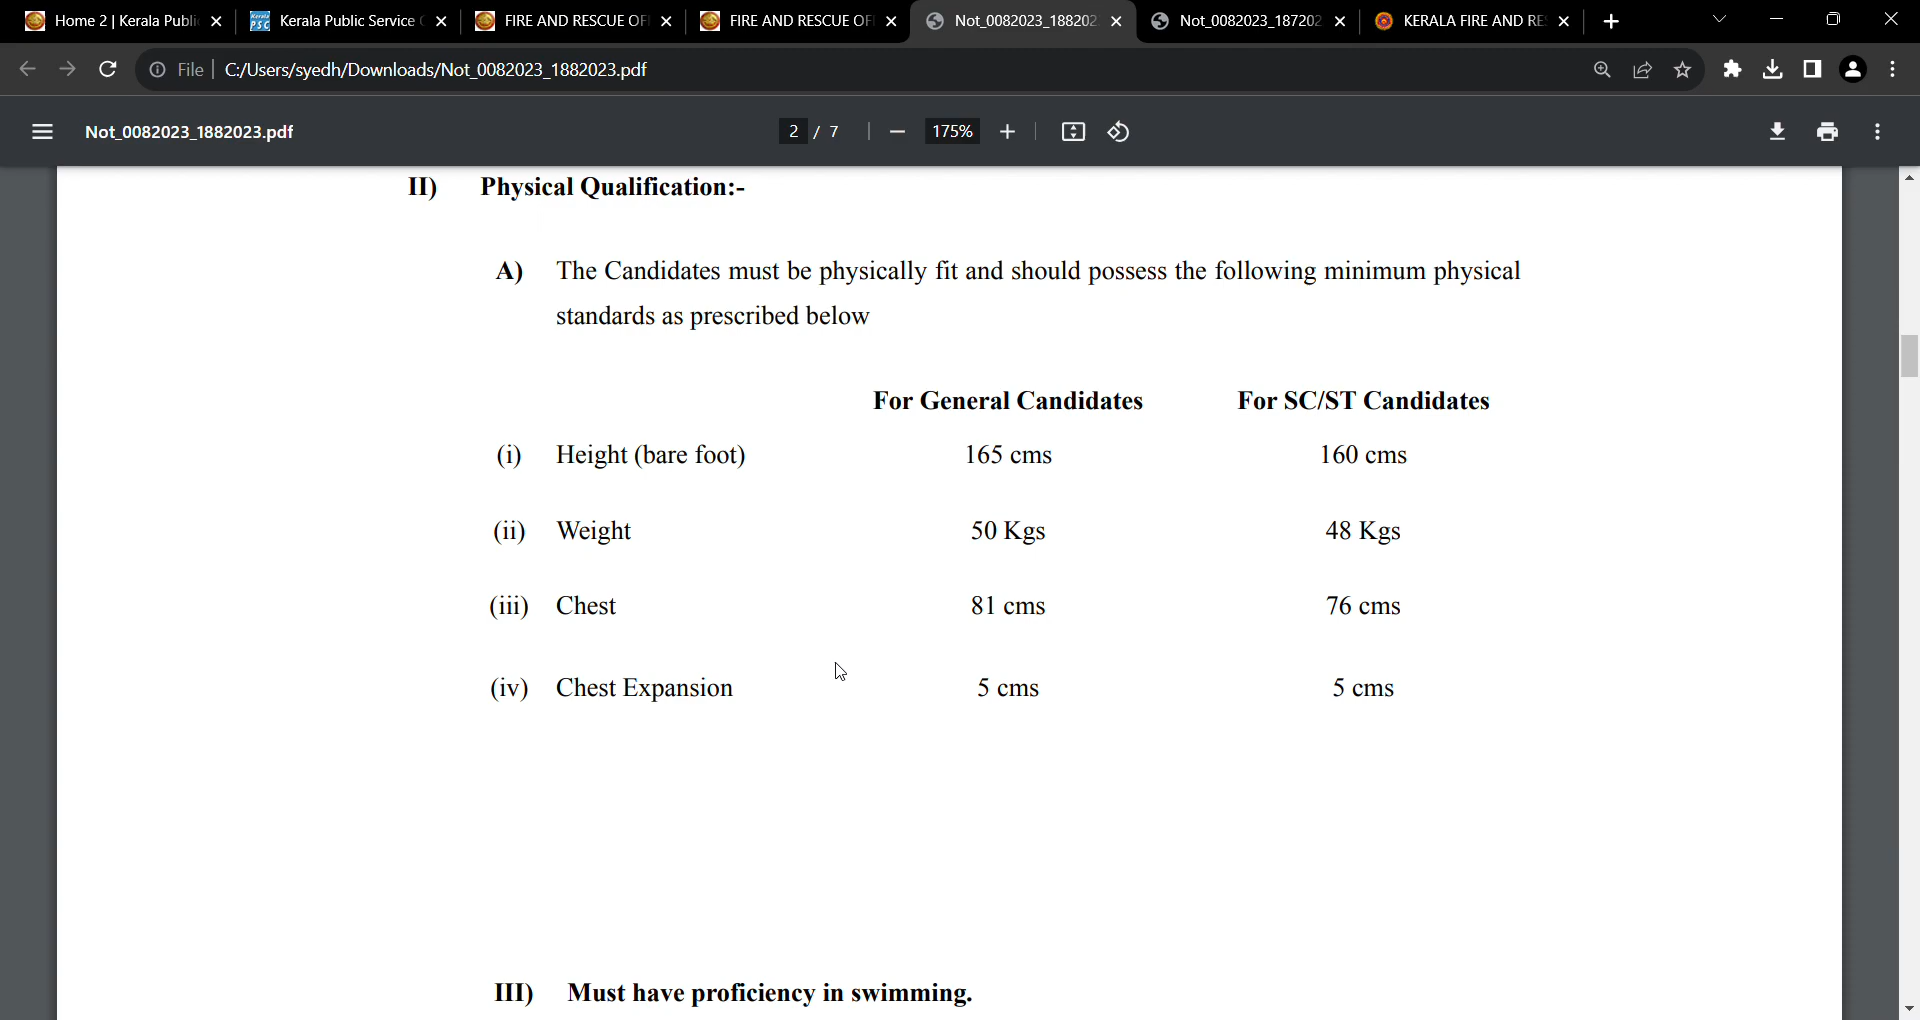 Home 2 | Kerala Publi
Kerala Public Service C
FIRE AND RESCUE OF
FIRE AND RESCUE OF
Not_0082023_188202
Not_0082023_187202
KERALA FIRE AND RE
File C:/Users/syedh/Downloads/Not_0082023_1882023.pdf
Not_0082023_1882023.pdf 2 / 7 175%
II) Physical Qualification:-
A) The Candidates must be physically fit and should possess the following minimum physical
standards as prescribed below
For General Candidates For SC/ST Candidates
(i) Height (bare foot) 165 cms 160 cms
(ii) Weight 50 Kgs 48 Kgs
(iii) Chest 81 cms 76 cms
(iv) Chest Expansion 5 cms 5 cms
III) Must have proficiency in swimming.